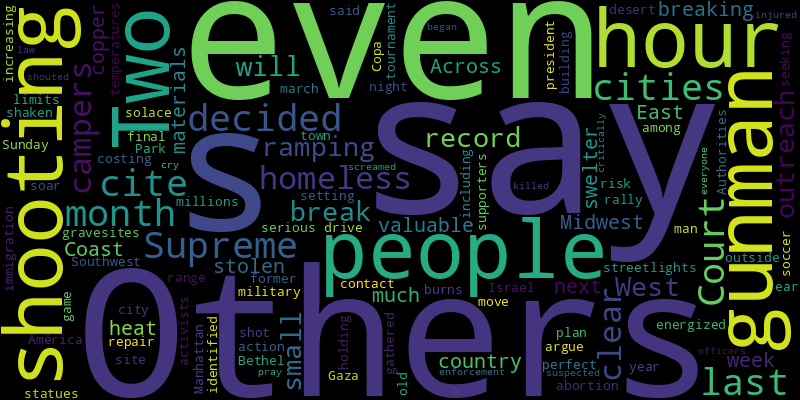 increasing
law
shouted
limits
shaken
Sunday
soar
immigration
gravesites
Coast
Southwest
game
America
statues
shooting
campers
copper
temperatures
Two
solace
final
Park
costing
cite
month
millions
materials
even
said
began
Copa
tournament
night
march
will
Across
decided
ramping
town
cry
screamed
homeless
setting
break
serious
drive
stolen
former
military
range
Supreme
s
say
record
including
supporters
valuable
people
others
hour
president
building
desert
breaking
injured
seeking
cities
East
among
swelter
critically
risk
rally
Midwest
man
everyone
Authorities
outreach
gunman
outside
soccer
ear
streetlights
Court
West
next
move
Israel
contact
much
burns
energized
plan
argue
perfect
suspected
abortion
year
clear
officers
week
last
heat
repair
site
city
activists
Manhattan
identified
shot
action
Bethel
pray
small
holding
Gaza
gathered
old
country
enforcement
killed